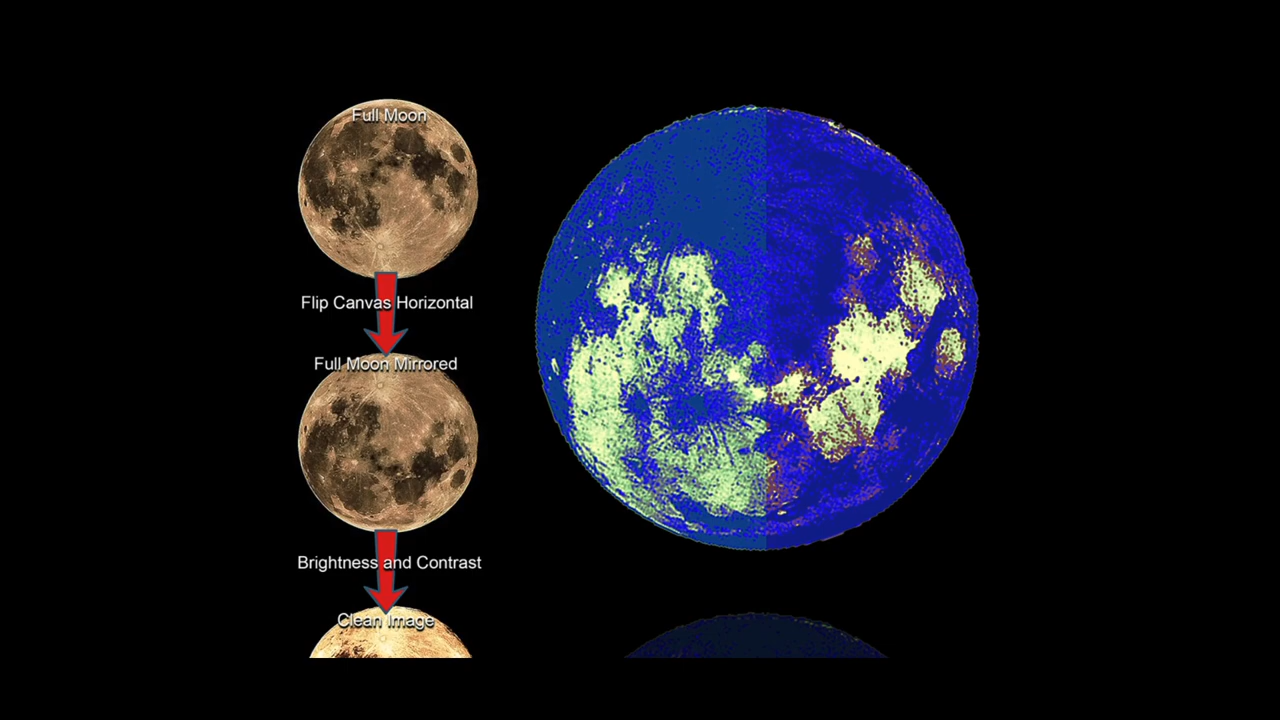 Full Moon
Flip Canvas Horizontal
Full Moon Mirrored
Brightness and Contrast
Clean Image